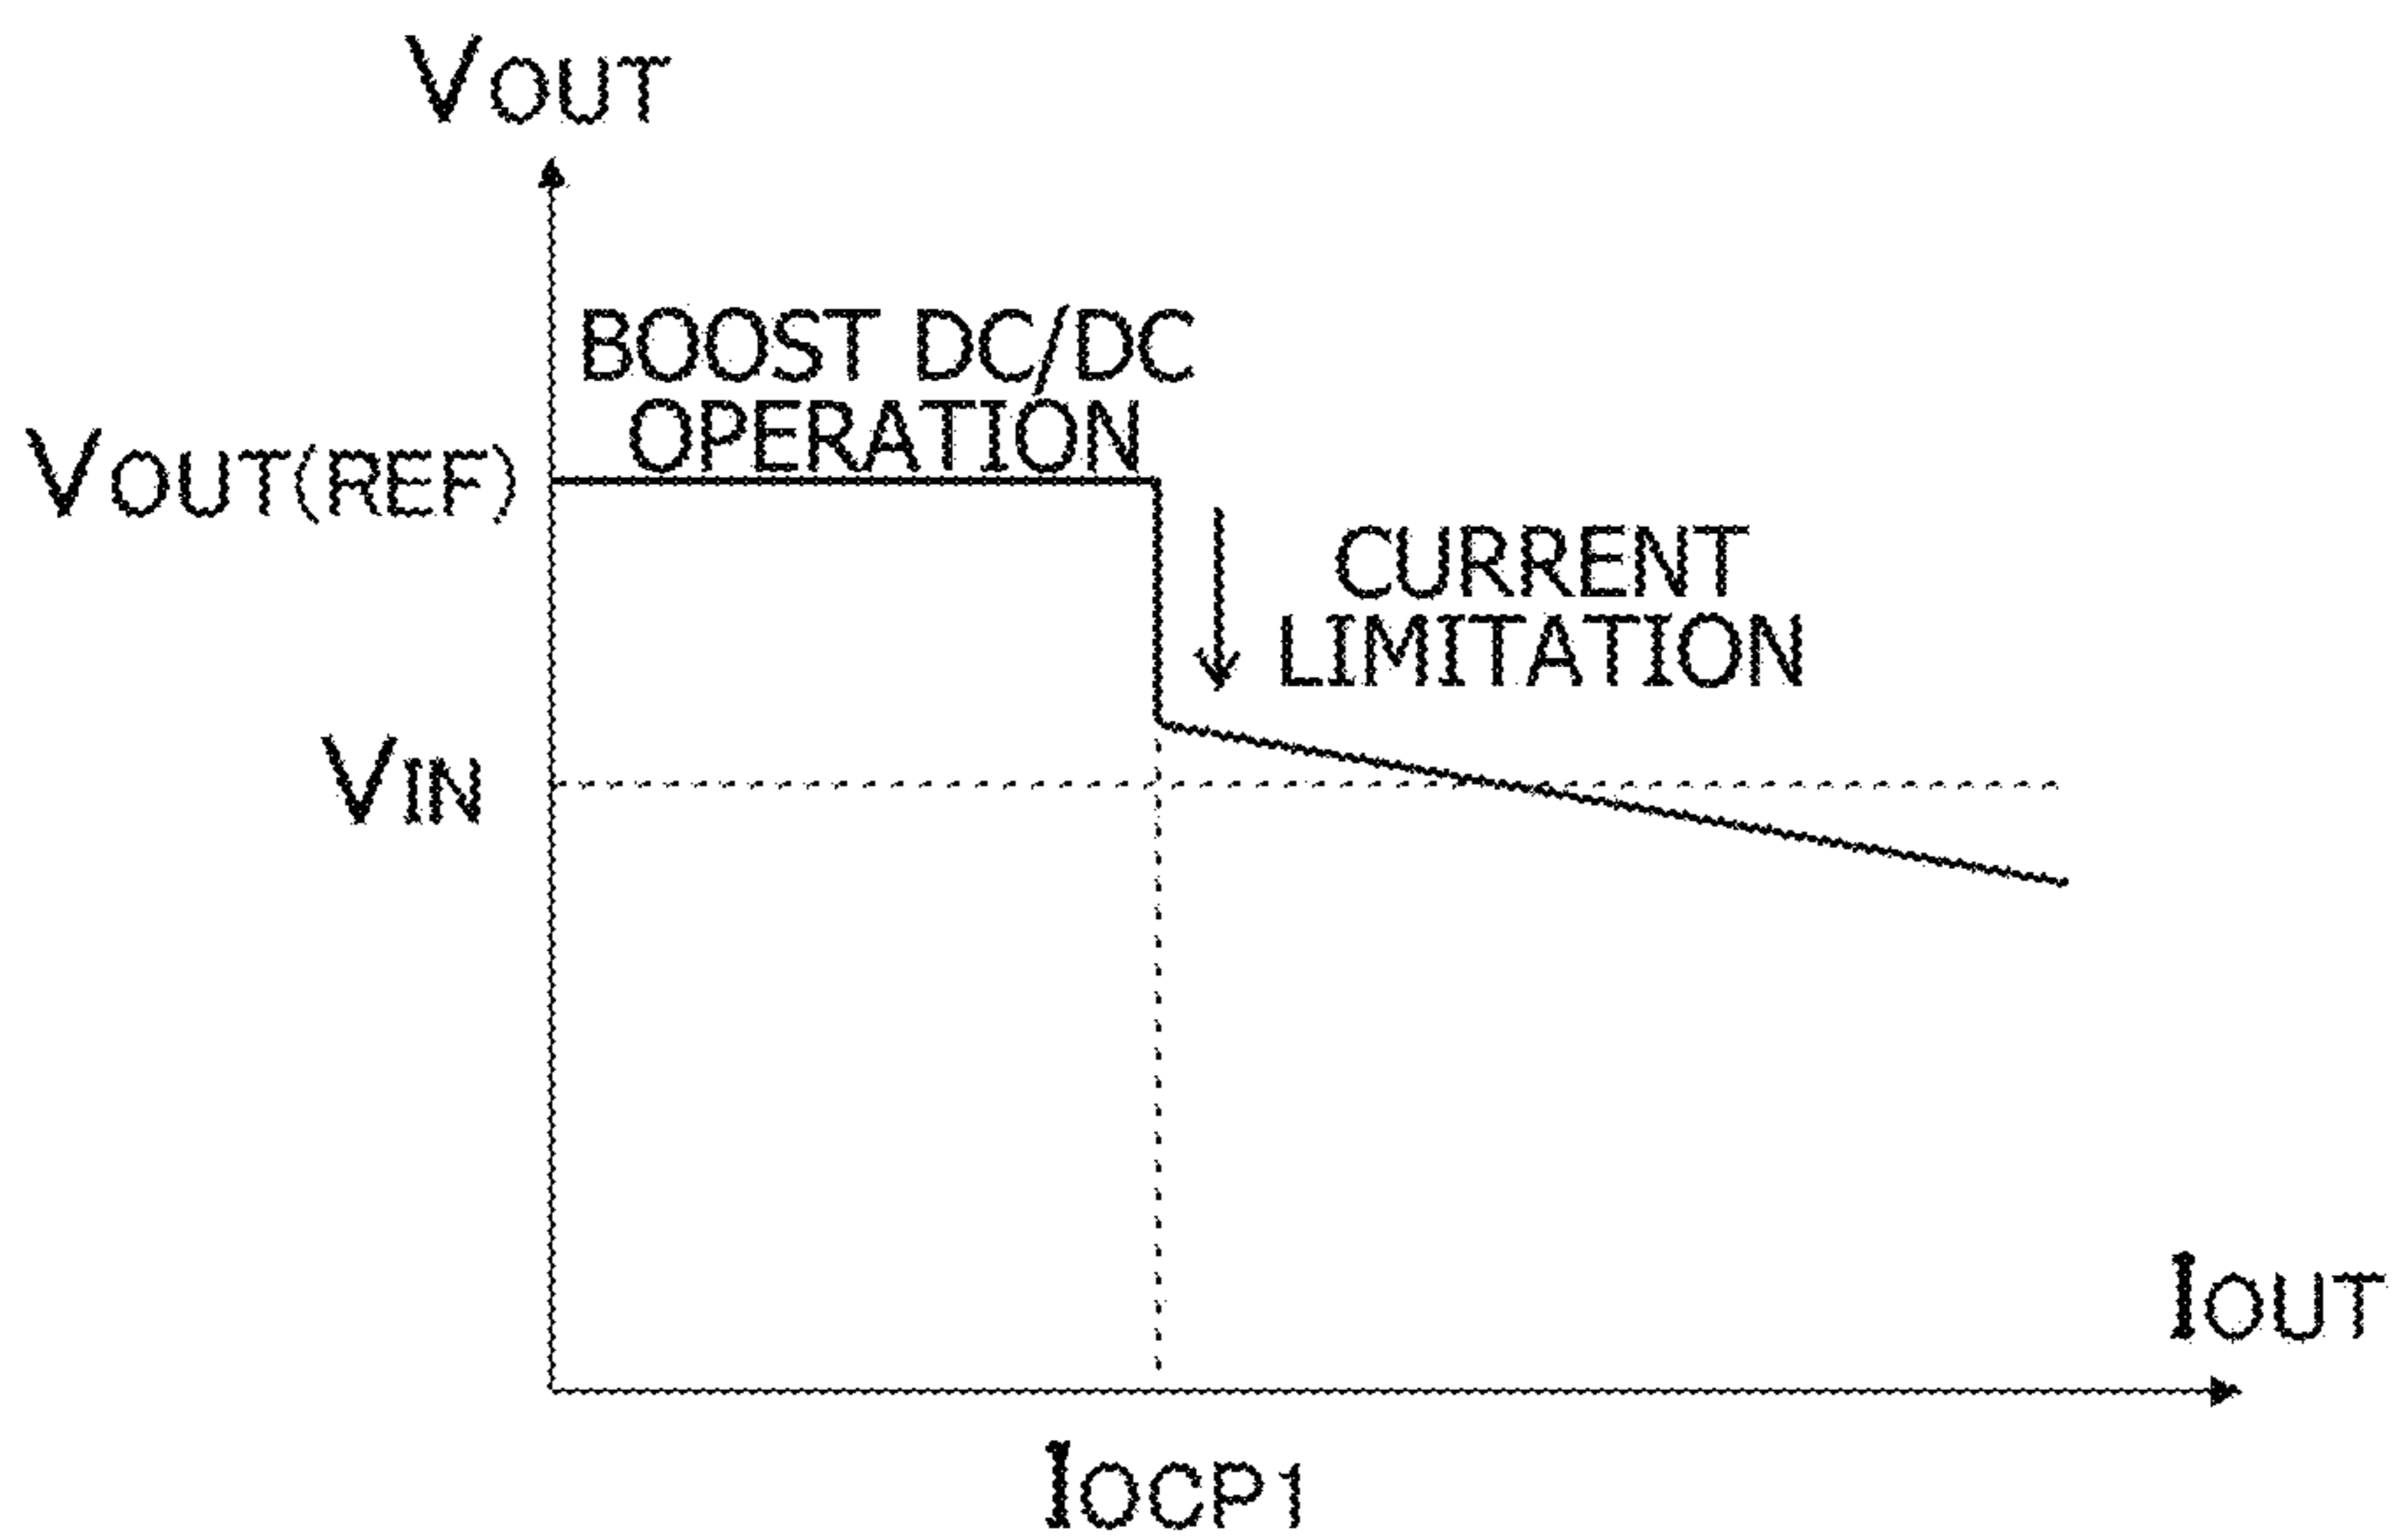 VOUT
BOOST DC/DC
OPERATION
VOUT(REF)
CURRENT
LIMITATION
VIN
IOUT
IOCP1